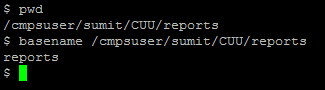 $ pwd
/cmpsuser/sumit/CUU/reports
$ basename /cmpsuser/sumit/CUU/reports
reports
$